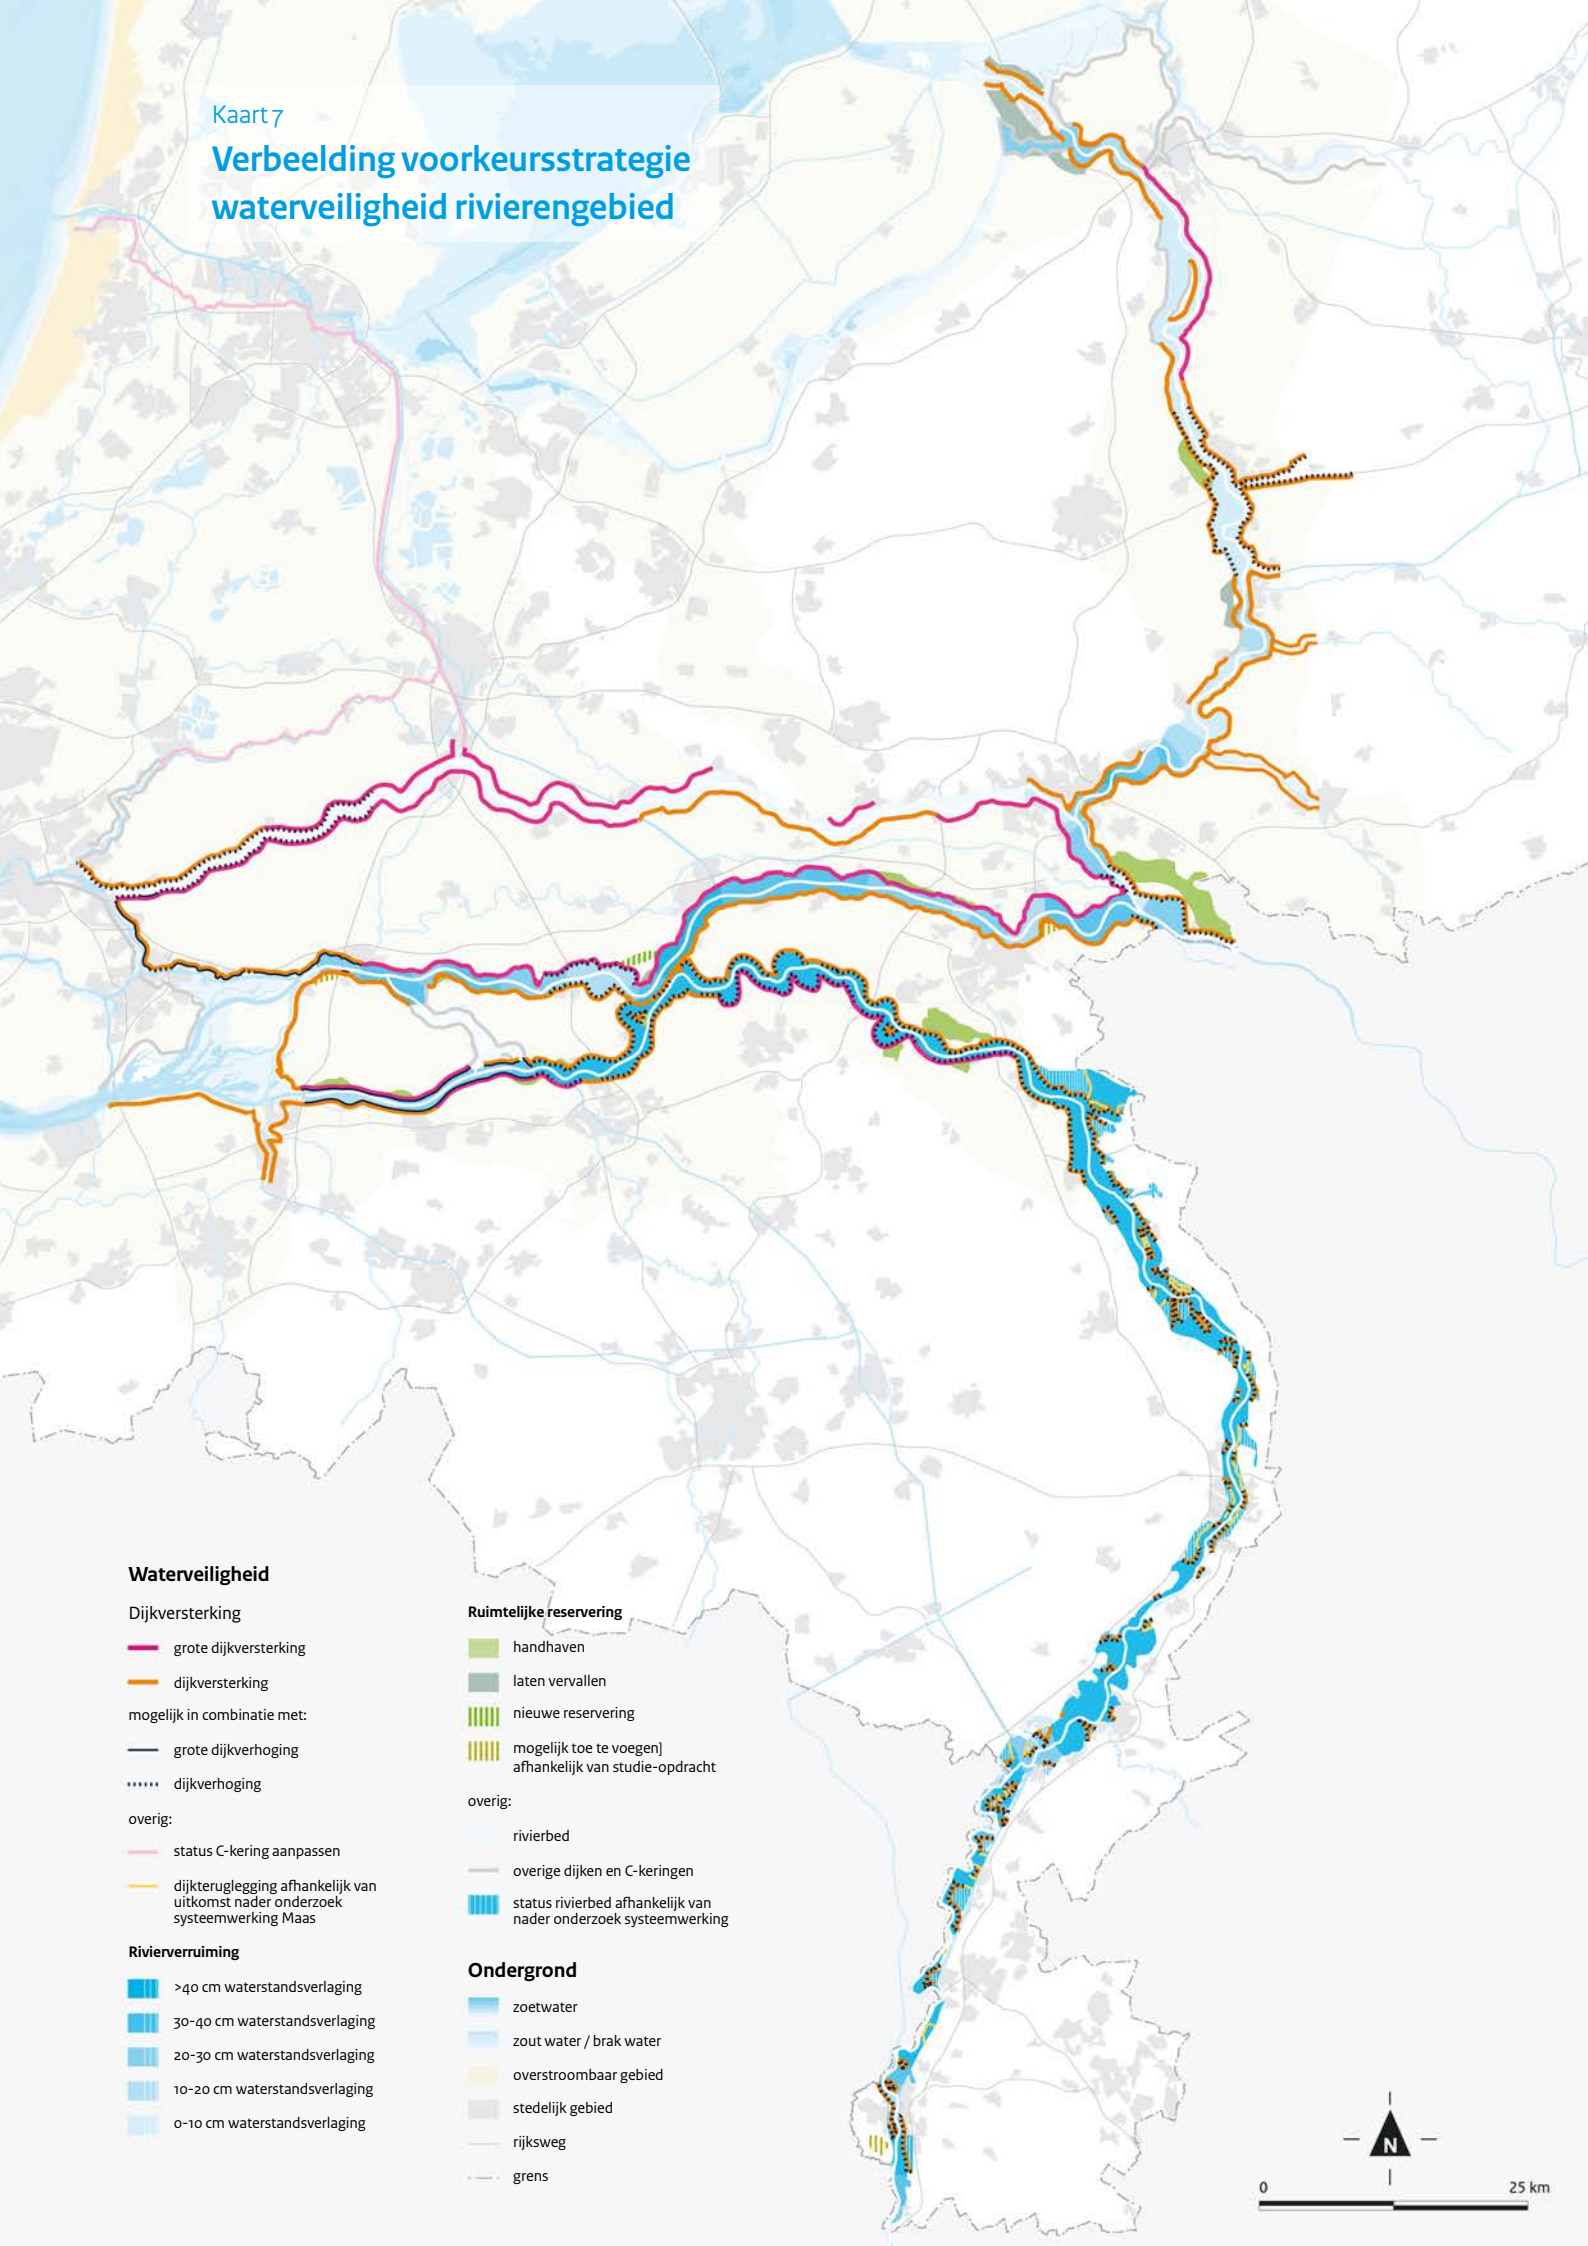 Kaart 7
Verbeelding voorkeursstrategie
waterveiligheid rivierengebied
Waterveiligheid
Dijkversterking
grote dijkversterking
dijkversterking
mogelijk in combinatie met:
grote dijkverhoging
dijkverhoging
overig:
status C-kering aanpassen
dijkteruglegging afhankelijk van
uitkomst nader onderzoek
systeemwerking Maas
Rivierverruiming
>40 cm waterstandsverlaging
30-40 cm waterstandsverlaging
20-30 cm waterstandsverlaging
10-20 cm waterstandsverlaging
0-10 cm waterstandsverlaging
Ruimtelijke reservering
handhaven
laten vervallen
nieuwe reservering
mogelijk toe te voegen]
afhankelijk van studie-opdracht
overig:
rivierbed
overige dijken en C-keringen
status rivierbed afhankelijk van
nader onderzoek systeemwerking
Ondergrond
zoetwater
zout water / brak water
overstroombaar gebied
stedelijk gebied
rijksweg
grens
N
0 25 km